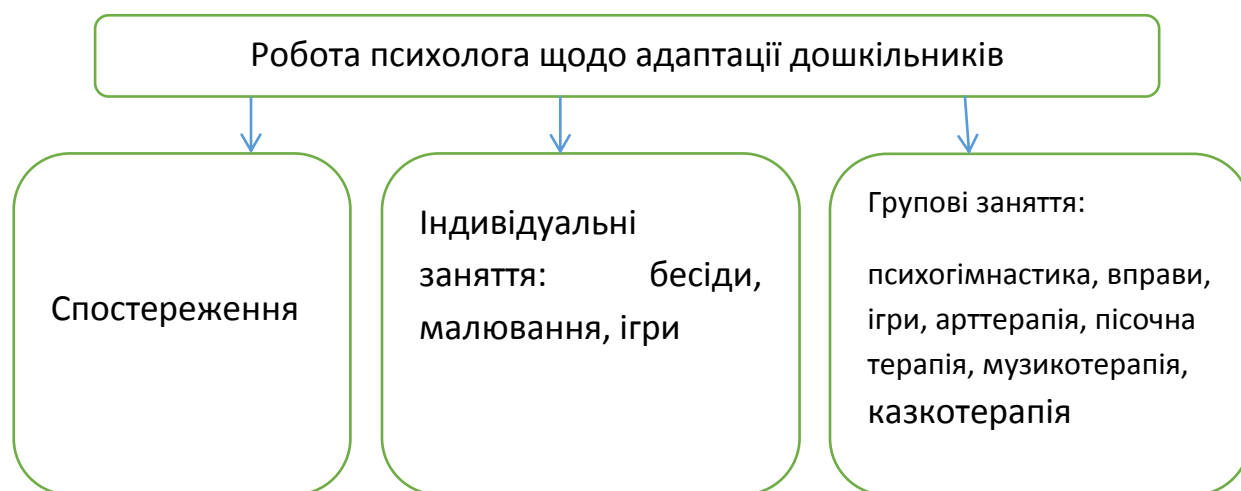 Робота психолога щодо адаптації дошкільників
Спостереження
Індивідуальні
заняття: бесіди,
малювання, ігри
Групові заняття:
психогімнастика, вправи,
ігри, арттерапія, пісочна
терапія, музикотерапія,
казкотерапія